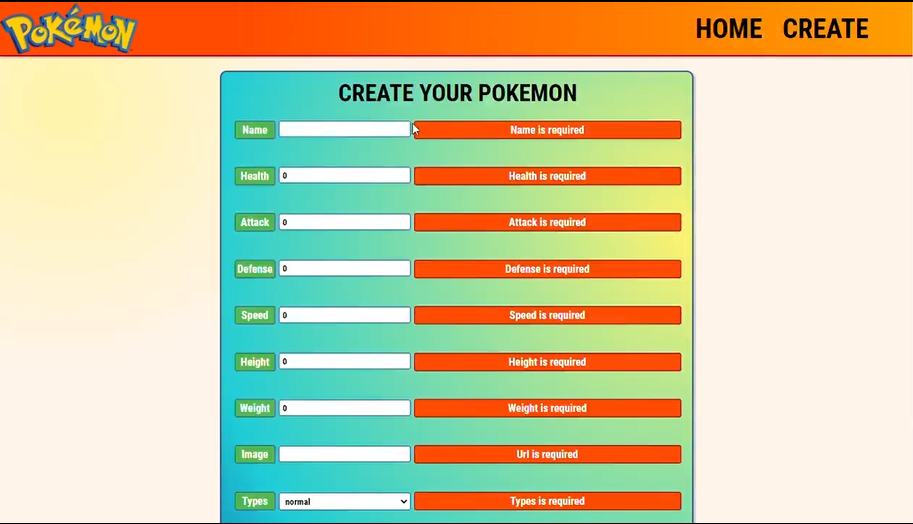 POKéMON
HOME CREATE
CREATE YOUR POKEMON
Name Name is required
Health 0 Health is required
Attack 0 Attack is required
Defense 0 Defense is required
Speed 0 Speed is required
Height 0 Height is required
Weight 0 Weight is required
Image Url is required
Types normal Types is required